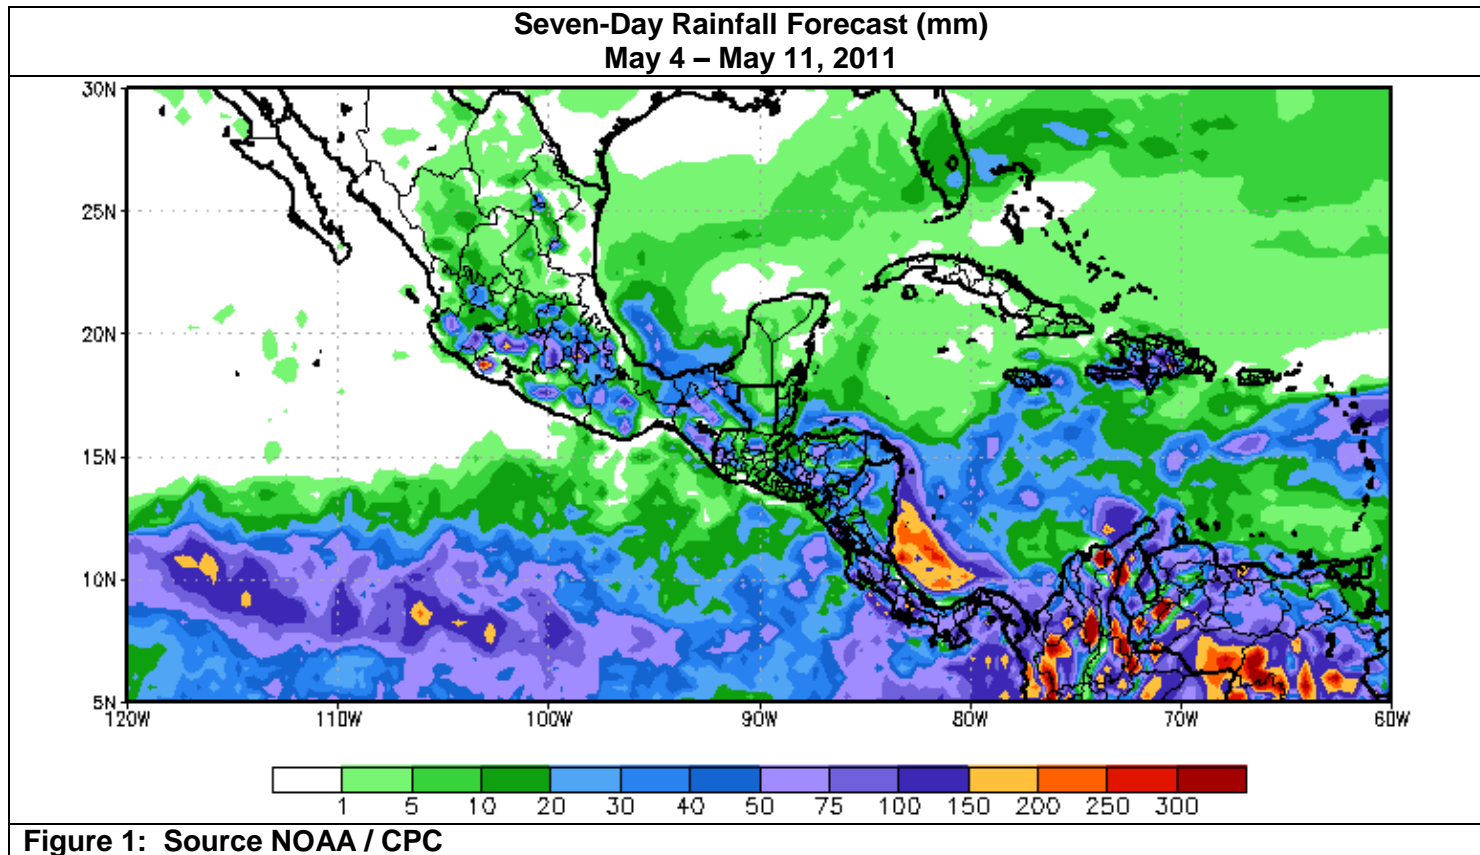 Seven-Day Rainfall Forecast (mm)
May 4 – May 11, 2011
30N
25N
20N
15N
10N
5N
120W 110W 100W 90W 80W 70W 60W
1 5 10 20 30 40 50 75 100 150 200 250 300
Figure 1: Source NOAA / CPC